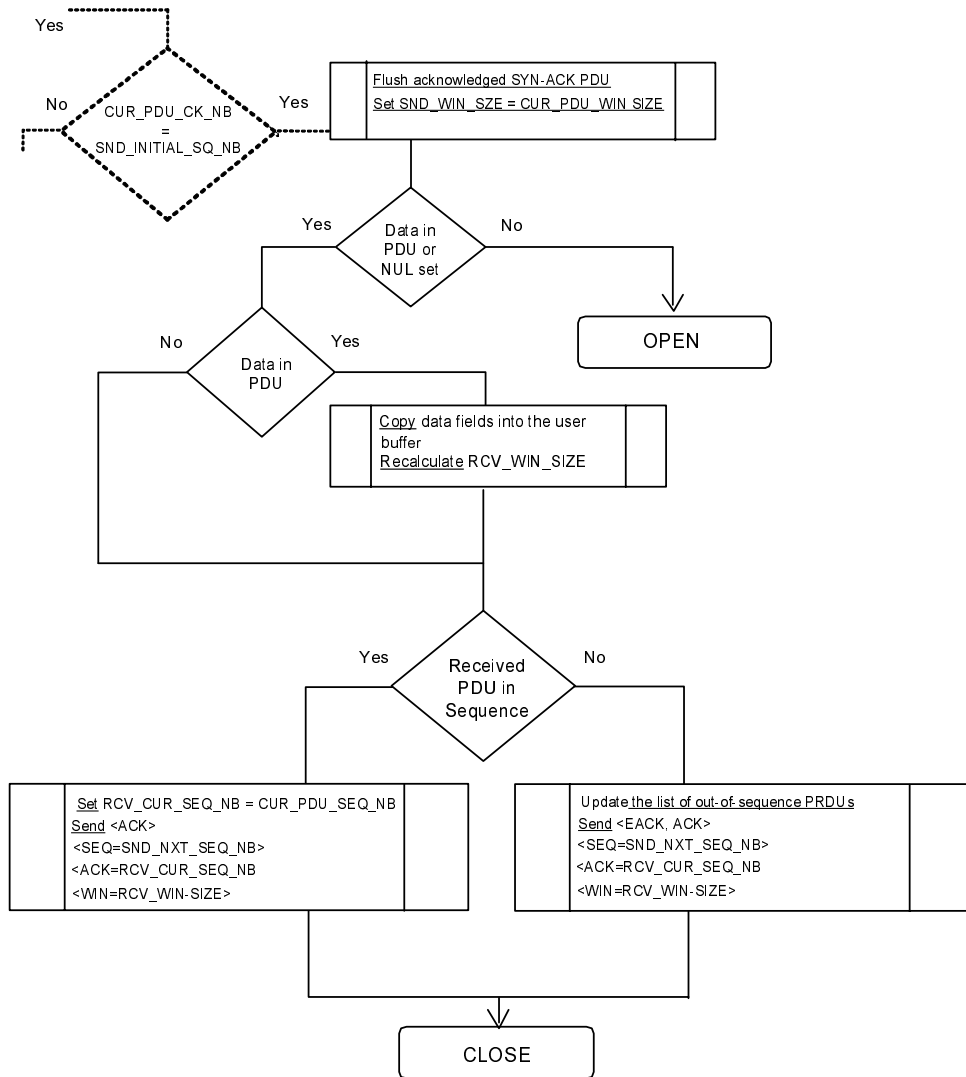 Yes
No
CUR_PDU_CK_NB
=
SND_INITIAL_SQ_NB
Yes
Flush acknowledged SYN-ACK PDU
Set SND_WIN_SZE = CUR_PDU_WIN SIZE
Yes
Data in
PDU or
NUL set
No
OPEN
No
Data in
PDU
Yes
Copy data fields into the user
buffer
Recalculate RCV_WIN_SIZE
Yes
Received
PDU in
Sequence
No
Set RCV_CUR_SEQ_NB = CUR_PDU_SEQ_NB
Send <ACK>
<SEQ=SND_NXT_SEQ_NB>
<ACK=RCV_CUR_SEQ_NB
<WIN=RCV_WIN-SIZE>
Update the list of out-of-sequence PRDUs
Send <EACK, ACK>
<SEQ=SND_NXT_SEQ_NB>
<ACK=RCV_CUR_SEQ_NB
<WIN=RCV_WIN-SIZE>
CLOSE